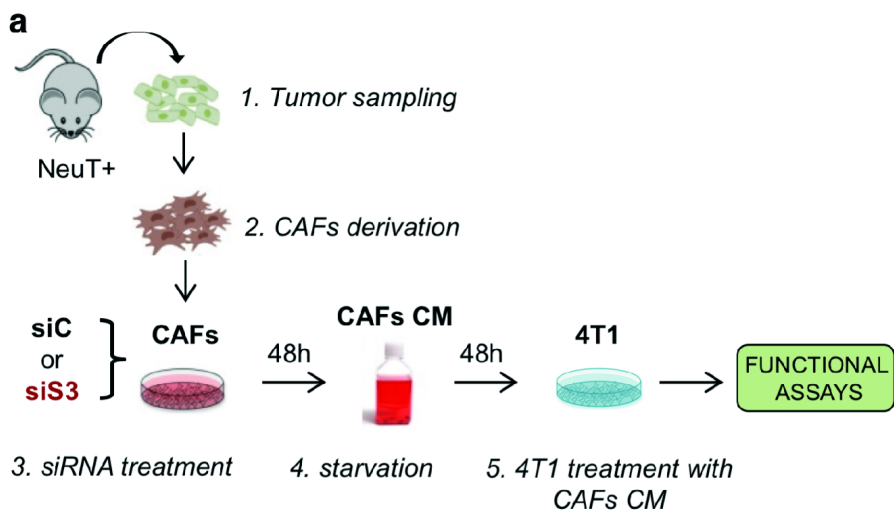 a
NeuT+
1. Tumor sampling
2. CAFs derivation
siC
or
siS3
CAFs
48h
CAFs CM
48h
4T1
FUNCTIONAL
ASSAYS
3. siRNA treatment
4. starvation
5. 4T1 treatment with
CAFs CM